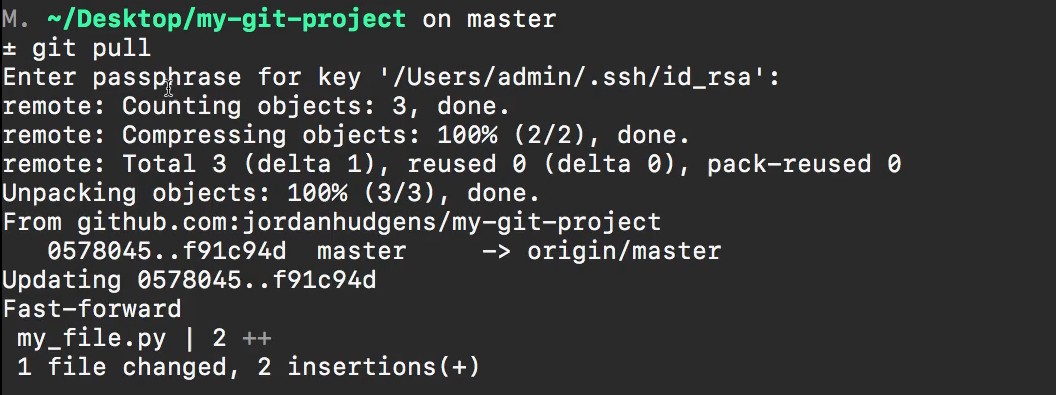 M. ~/Desktop/my-git-project on master
± git pull
Enter passphrase for key '/Users/admin/.ssh/id_rsa':
remote: Counting objects: 3, done.
remote: Compressing objects: 100% (2/2), done.
remote: Total 3 (delta 1), reused 0 (delta 0), pack-reused 0
Unpacking objects: 100% (3/3), done.
From github.com:jordanhudgens/my-git-project
   0578045..f91c94d  master     -> origin/master
Updating 0578045..f91c94d
Fast-forward
 my_file.py | 2 ++
 1 file changed, 2 insertions(+)